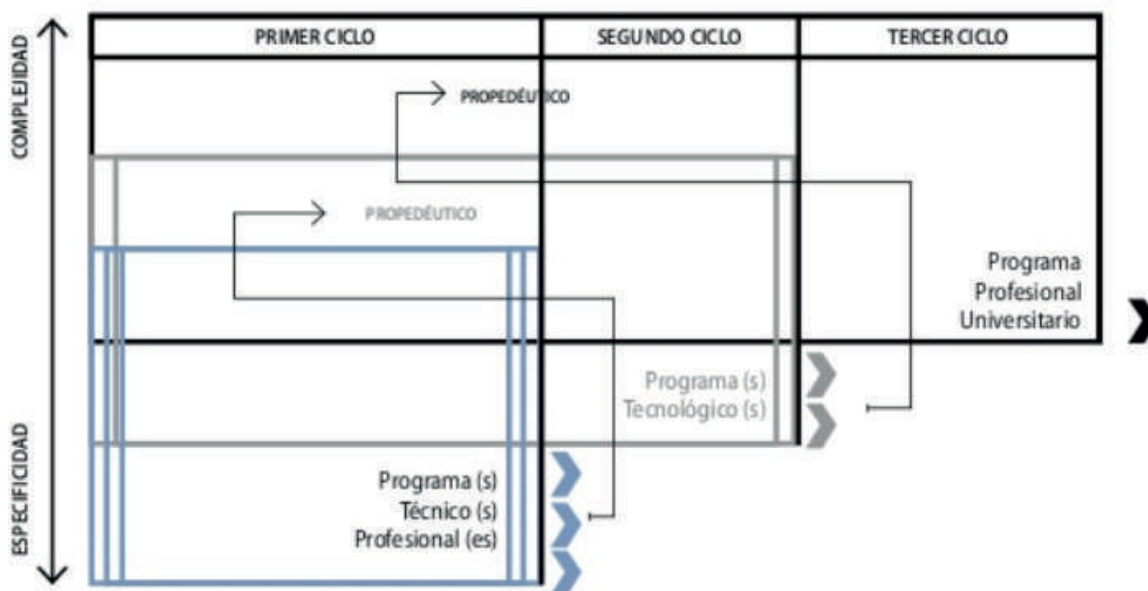 COMPLEJIDAD
ESPECIFICIDAD
PRIMER CICLO
SEGUNDO CICLO
TERCER CICLO
PROPEDÉUTICO
PROPEDÉUTICO
Programa
Profesional
Universitario
Programa (s)
Tecnológico (s)
Programa (s)
Técnico (s)
Profesional (es)